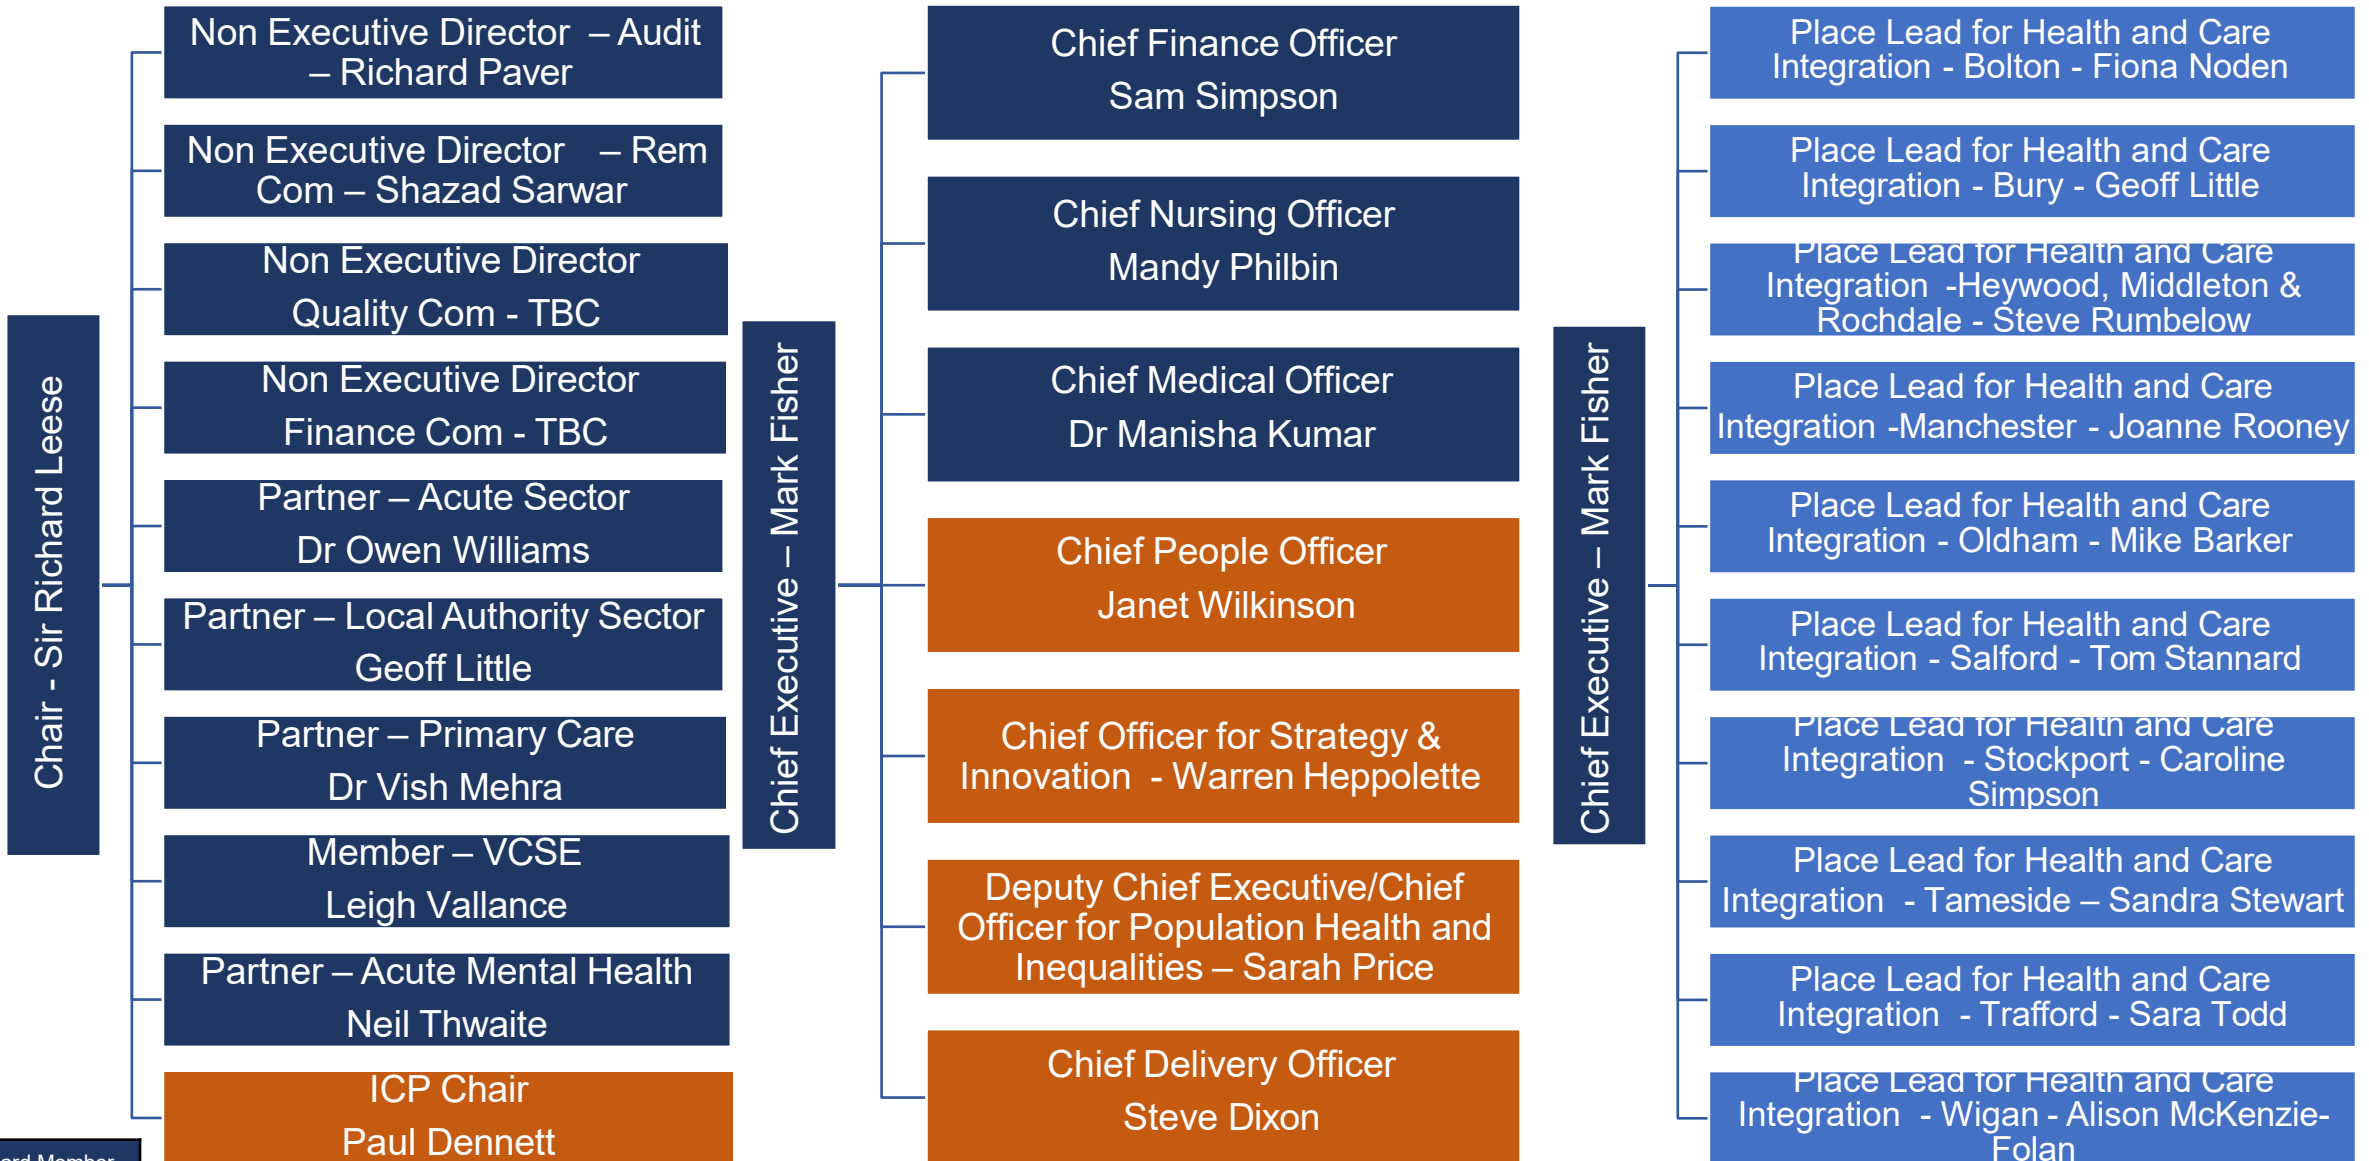 Chair - Sir Richard Leese
Non Executive Director – Audit
– Richard Paver
Non Executive Director – Rem
Com – Shazad Sarwar
Non Executive Director
Quality Com - TBC
Non Executive Director
Finance Com - TBC
Partner – Acute Sector
Dr Owen Williams
Partner – Local Authority Sector
Geoff Little
Partner – Primary Care
Dr Vish Mehra
Member – VCSE
Leigh Vallance
Partner – Acute Mental Health
Neil Thwaite
ICP Chair
Paul Dennett
Member
Chief Executive – Mark Fisher
Chief Finance Officer
Sam Simpson
Chief Nursing Officer
Mandy Philbin
Chief Medical Officer
Dr Manisha Kumar
Chief People Officer
Janet Wilkinson
Chief Officer for Strategy &
Innovation - Warren Heppolette
Deputy Chief Executive/Chief
Officer for Population Health and
Inequalities – Sarah Price
Chief Delivery Officer
Steve Dixon
Chief Executive – Mark Fisher
Place Lead for Health and Care
Integration - Bolton - Fiona Noden
Place Lead for Health and Care
Integration - Bury - Geoff Little
Place Lead for Health and Care
Integration -Heywood, Middleton &
Rochdale - Steve Rumbelow
Place Lead for Health and Care
Integration -Manchester - Joanne Rooney
Place Lead for Health and Care
Integration - Oldham - Mike Barker
Place Lead for Health and Care
Integration - Salford - Tom Stannard
Place Lead for Health and Care
Integration - Stockport - Caroline
Simpson
Place Lead for Health and Care
Integration - Tameside – Sandra Stewart
Place Lead for Health and Care
Integration - Trafford - Sara Todd
Place Lead for Health and Care
Integration - Wigan - Alison McKenzie-
Folan